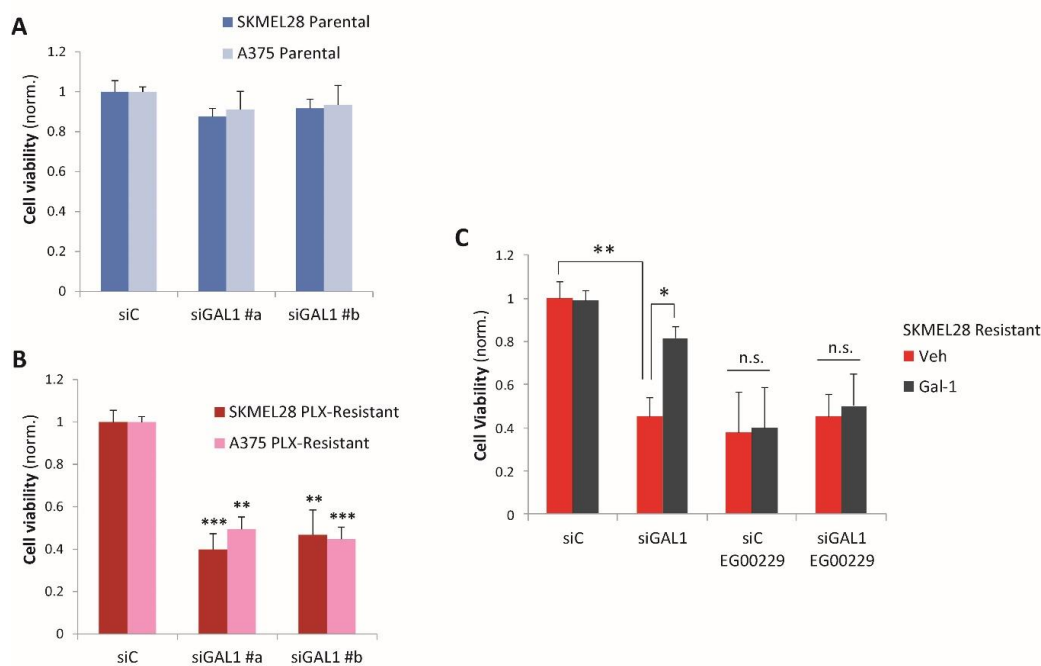 A
SKMEL28 Parental
A375 Parental
Cell viability (norm.)
1.2
1
0.8
0.6
0.4
0.2
0
siC
siGAL1 #a
siGAL1 #b
B
SKMEL28 PLX-Resistant
A375 PLX-Resistant
Cell viability (norm.)
1.2
1
0.8
0.6
0.4
0.2
0
***
**
**
***
siC
siGAL1 #a
siGAL1 #b
C
Cell Viability (norm.)
1.2
1
0.8
0.6
0.4
0.2
0
**
*
n.s.
n.s.
SKMEL28 Resistant
Veh
Gal-1
siC
siGAL1
siC
EG00229
siGAL1
EG00229